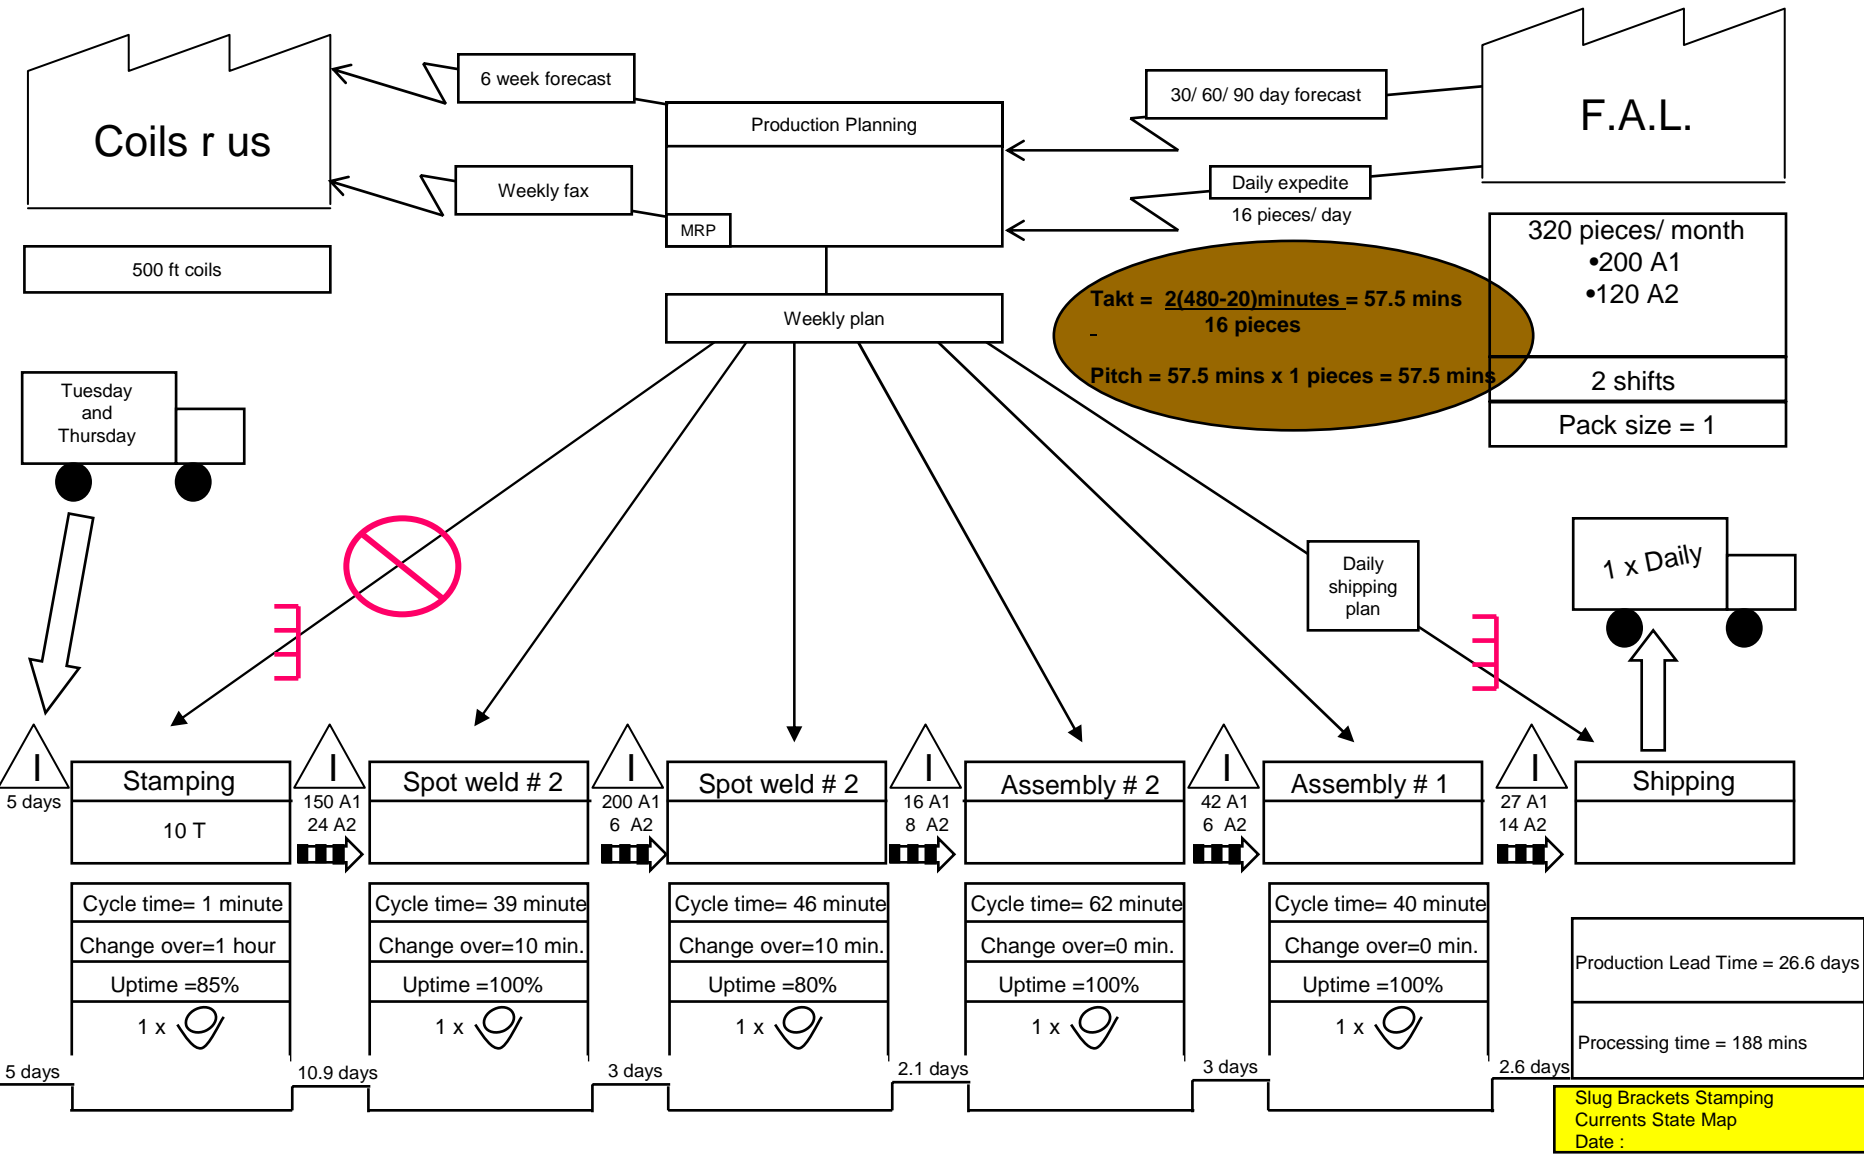 Coils r us
6 week forecast
Weekly fax
500 ft coils
Production Planning
MRP
Weekly plan
30/ 60/ 90 day forecast
Daily expedite
16 pieces/ day
F.A.L.
320 pieces/ month
•200 A1
•120 A2
2 shifts
Pack size = 1
Takt = 2(480-20)minutes = 57.5 mins
16 pieces
Pitch = 57.5 mins x 1 pieces = 57.5 mins
Tuesday
and
Thursday
Daily
shipping
plan
1 x Daily
I
5 days
Stamping
10 T
I
150 A1
24 A2
Spot weld # 2
I
200 A1
6 A2
Spot weld # 2
I
16 A1
8 A2
Assembly # 2
I
42 A1
6 A2
Assembly # 1
I
27 A1
14 A2
Shipping
Cycle time= 1 minute
Change over=1 hour
Uptime =85%
1 x
Cycle time= 39 minute
Change over=10 min.
Uptime =100%
1 x
Cycle time= 46 minute
Change over=10 min.
Uptime =80%
1 x
Cycle time= 62 minute
Change over=0 min.
Uptime =100%
1 x
Cycle time= 40 minute
Change over=0 min.
Uptime =100%
1 x
Production Lead Time = 26.6 days
Processing time = 188 mins
5 days
10.9 days
3 days
2.1 days
3 days
2.6 days
Slug Brackets Stamping
Currents State Map
Date :